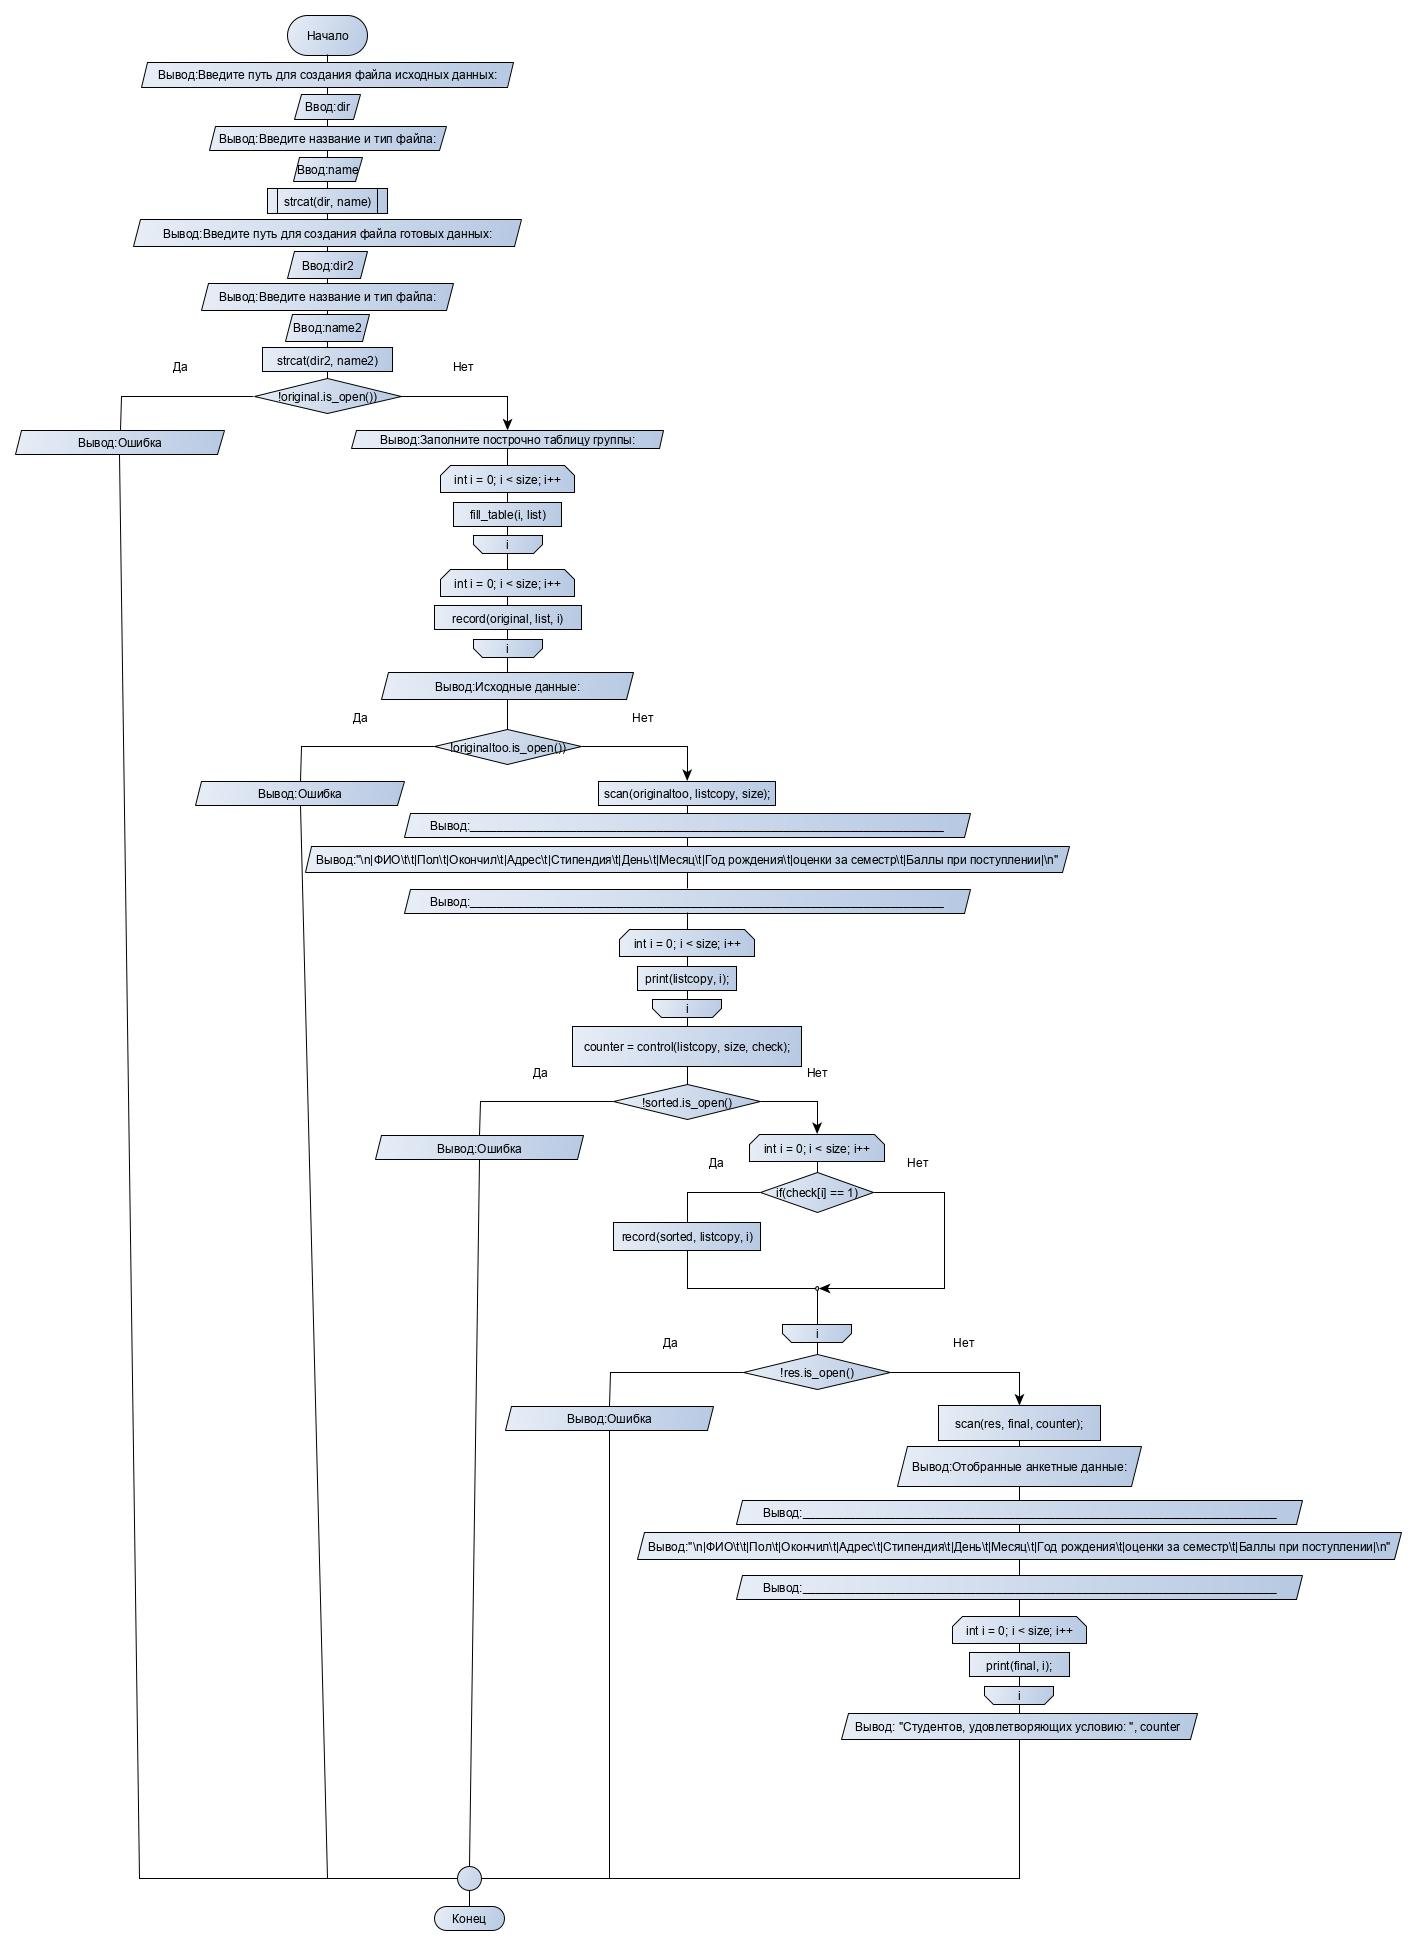 Начало
Вывод:Введите путь для создания файла исходных данных:
Ввод:dir
Вывод:Введите название и тип файла:
Ввод:name
strcat(dir, name)
Вывод:Введите путь для создания файла готовых данных:
Ввод:dir2
Вывод:Введите название и тип файла:
Ввод:name2
strcat(dir2, name2)
Да
Нет
!original.is_open())
Вывод:Ошибка
Вывод:Заполните построчно таблицу группы:
int i = 0; i < size; i++
fill_table(i, list)
i
int i = 0; i < size; i++
record(original, list, i)
i
Вывод:Исходные данные:
Да
Нет
!originaltoo.is_open())
Вывод:Ошибка
scan(originaltoo, listcopy, size);
Вывод:_______________________________________________________________________
Вывод:"\n|ФИО\t\t|Пол\t|Окончил\t|Адрес\t|Стипендия\t|День\t|Месяц\t|Год рождения\t|оценки за семестр\t|Баллы при поступлении|\n"
Вывод:_______________________________________________________________________
int i = 0; i < size; i++
print(listcopy, i);
i
counter = control(listcopy, size, check);
Да
Нет
!sorted.is_open()
Вывод:Ошибка
int i = 0; i < size; i++
Да
Нет
if(check[i] == 1)
record(sorted, listcopy, i)
i
Да
Нет
!res.is_open()
Вывод:Ошибка
scan(res, final, counter);
Вывод:Отобранные анкетные данные:
Вывод:_______________________________________________________________________
Вывод:"\n|ФИО\t\t|Пол\t|Окончил\t|Адрес\t|Стипендия\t|День\t|Месяц\t|Год рождения\t|оценки за семестр\t|Баллы при поступлении|\n"
Вывод:_______________________________________________________________________
int i = 0; i < size; i++
print(final, i);
i
Вывод: "Студентов, удовлетворяющих условию: ", counter
Конец